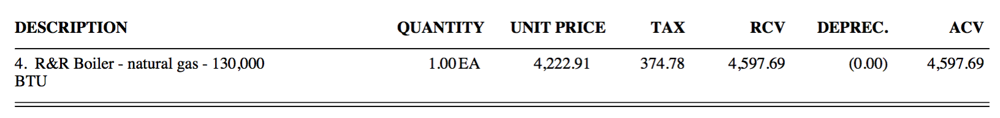 DESCRIPTION QUANTITY UNIT PRICE TAX RCV DEPREC. ACV
4. R&R Boiler - natural gas - 130,000 1.00 EA 4,222.91 374.78 4,597.69 (0.00) 4,597.69
BTU